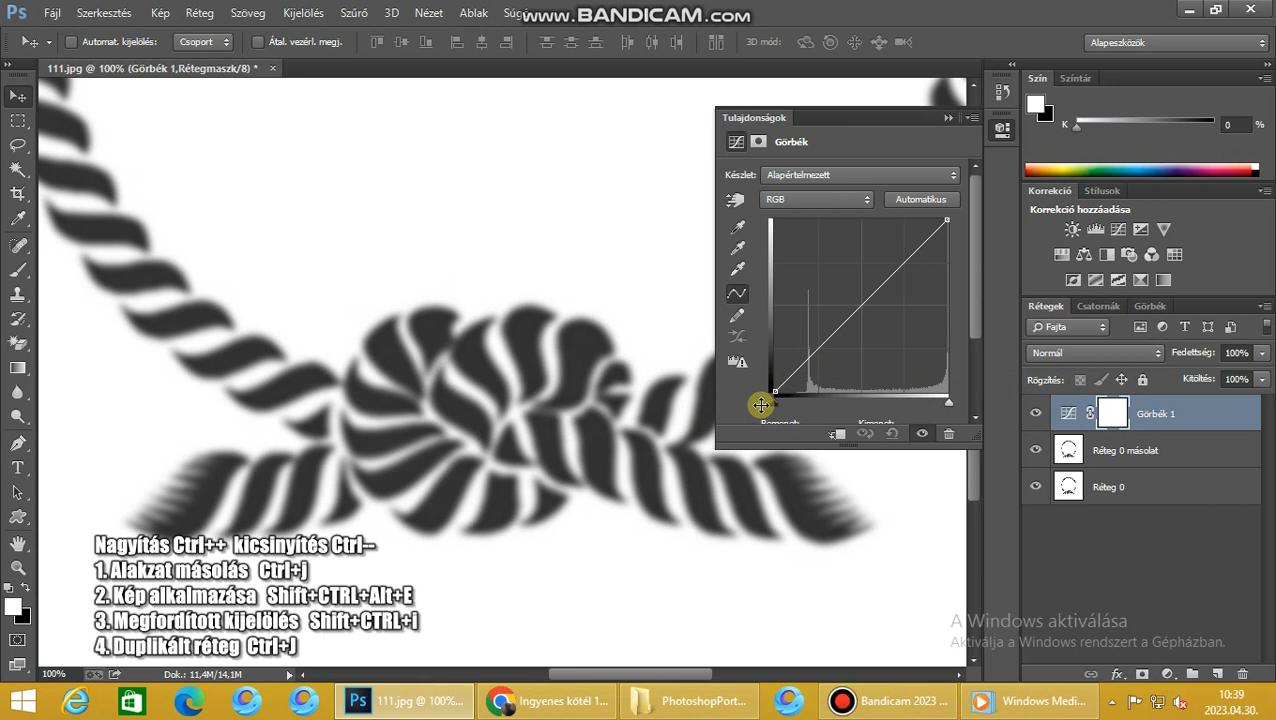 www.BANDICAM.com
Ps Fájl Szerkesztés Kép Réteg Szöveg Kijelölés Szűrő 3D Nézet Ablak
Automat. kijelölés: Csoport Átal. vezérl. megj. 3D mód: Alapeszközök
111.jpg @ 100% (Görbék 1,Rétegmaszk/8) * ×
Szín Színtár
K 0 %
Tulajdonságok
Görbék
Készlet: Alapértelmezett
RGB Automatikus
Korrekció Stílusok
Korrekció hozzáadása
Rétegek Csatornák Görbék
Fajta
Normál Fedettség: 100%
Rögzítés: Kitöltés: 100%
Görbék 1
Réteg 0 másolat
Réteg 0
Nagyítás Ctrl++ kicsinyítés Ctrl--
1. Alakzat másolás Ctrl+j
2. Kép alkalmazása Shift+CTRL+Alt+E
3. Megfordított kijelölés Shift+CTRL+i
4. Duplikált réteg Ctrl+J
A Windows aktiválása
Aktiválja a Windows rendszert a Gépházban.
100% Dok.: 11,4M/14,1M
Ps 111.jpg @ 100%... Ingyenes kötél 1... PhotoshopPort... Bandicam 2023 ... Windows Medi...
10:39
2023.04.30.